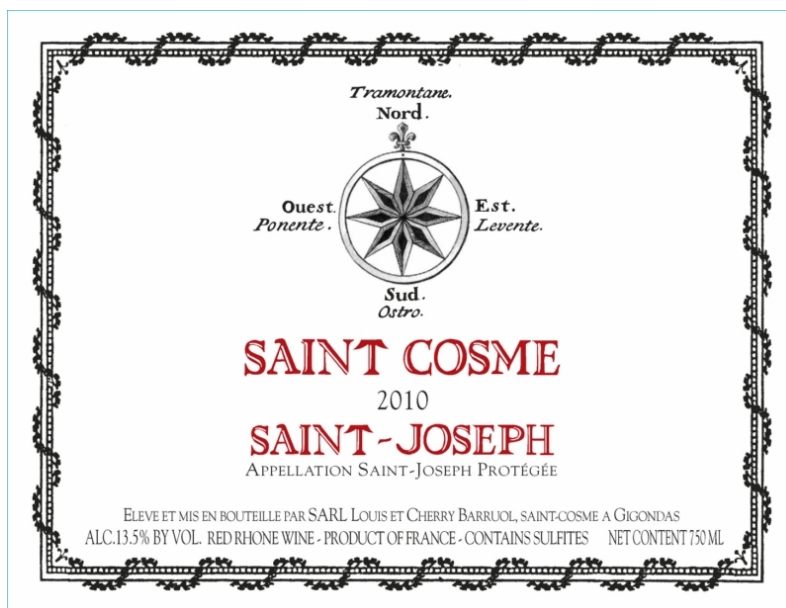 Tramontane.
Nord.
Ouest. Est.
Ponente. Levente.
Sud.
Ostro.
SAINT COSME
2010
SAINT-JOSEPH
APPELLATION SAINT-JOSEPH PROTÉGÉE
ELEVE ET MIS EN BOUTEILLE PAR SARL LOUIS ET CHERRY BARRUOL, SAINT-COSME A GIGONDAS
ALC.13.5% BY VOL. RED RHONE WINE - PRODUCT OF FRANCE - CONTAINS SULFITES NET CONTENT 750 ML